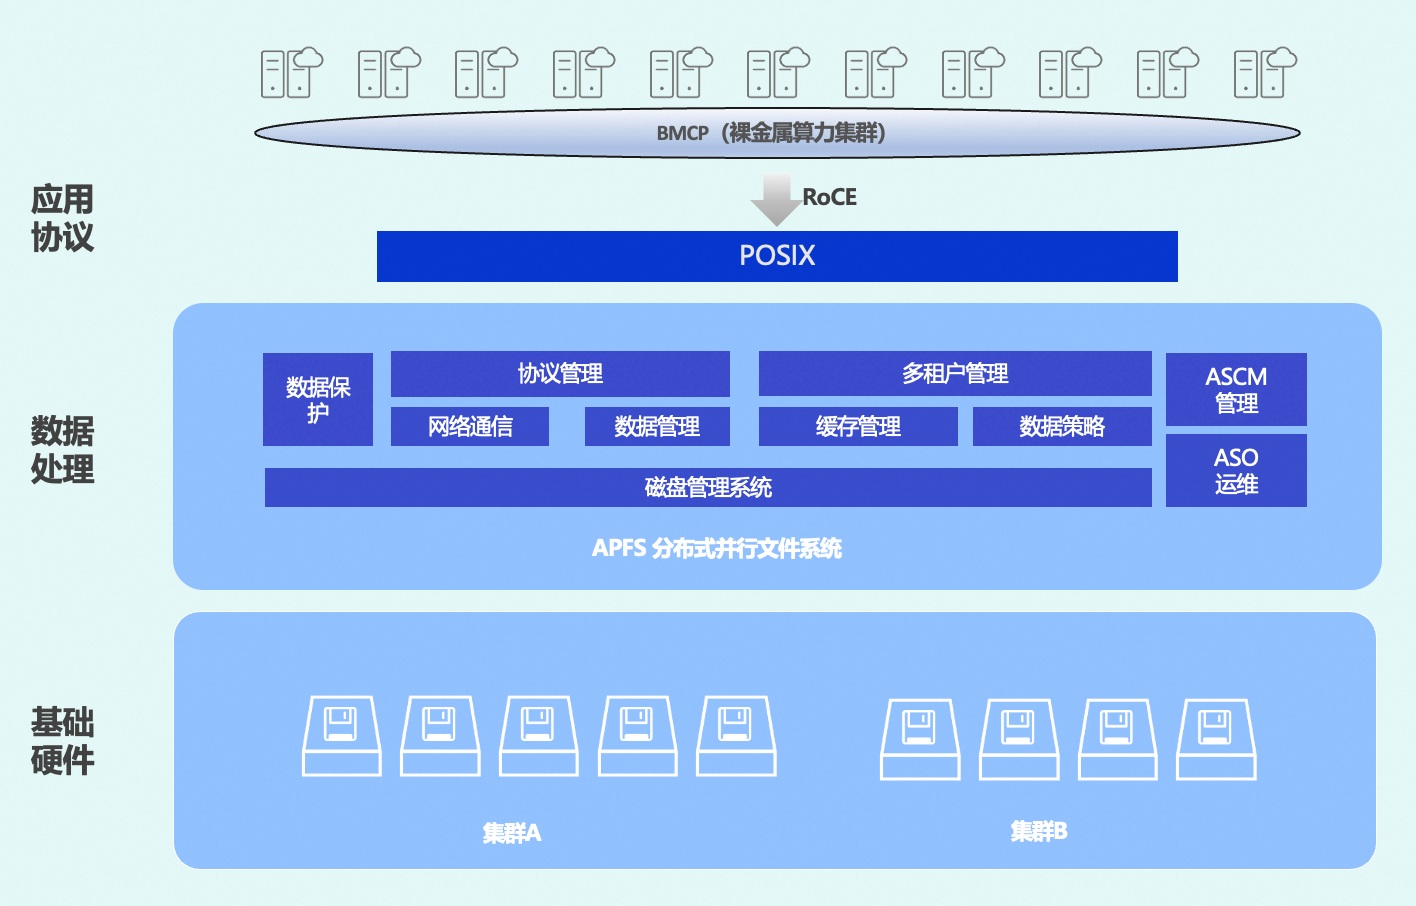 BMCP（裸金属算力集群）
RoCE
应用
协议
POSIX
数据保
护
协议管理
多租户管理
ASCM
管理
网络通信
数据管理
缓存管理
数据策略
数据
处理
ASO
运维
磁盘管理系统
APFS 分布式并行文件系统
基础
硬件
集群A
集群B